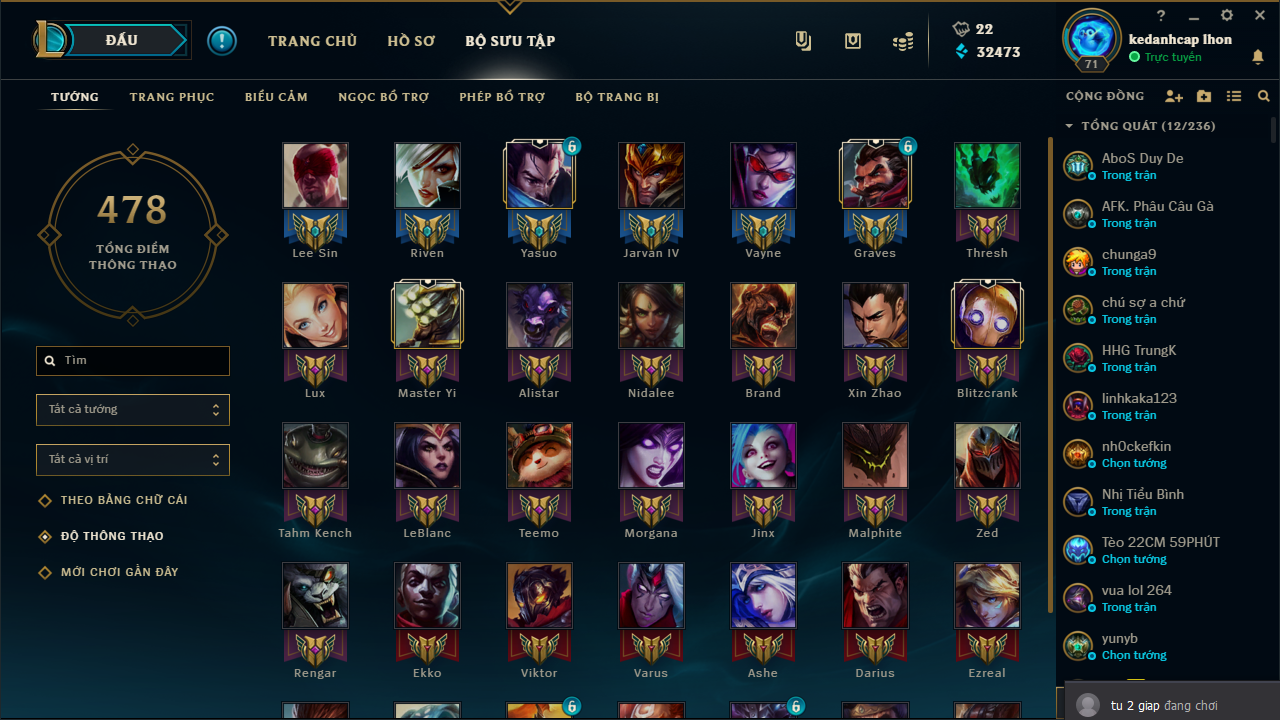 ĐẤU
TRANG CHỦ
HỒ SƠ
BỘ SƯU TẬP
22
32473
71
kedanhcap lhon
Trực tuyến
TƯỚNG
TRANG PHỤC
BIỂU CẢM
NGỌC BỔ TRỢ
PHÉP BỔ TRỢ
BỘ TRANG BỊ
CỘNG ĐỒNG
478
TỔNG ĐIỂM
THÔNG THẠO
Tìm
Tất cả tướng
Tất cả vị trí
THEO BẢNG CHỮ CÁI
ĐỘ THÔNG THẠO
MỚI CHƠI GẦN ĐÂY
6
6
Lee Sin
Riven
Yasuo
Jarvan IV
Vayne
Graves
Thresh
Lux
Master Yi
Alistar
Nidalee
Brand
Xin Zhao
Blitzcrank
Tahm Kench
LeBlanc
Teemo
Morgana
Jinx
Malphite
Zed
Rengar
Ekko
Viktor
Varus
Ashe
Darius
Ezreal
6
6
TỔNG QUÁT (12/236)
AboS Duy De
Trong trận
AFK. Phâu Câu Gà
Trong trận
chunga9
Trong trận
chú sợ a chứ
Trong trận
HHG TrungK
Trong trận
linhkaka123
Trong trận
nh0ckefkin
Chọn tướng
Nhị Tiểu Bình
Trong trận
Tèo 22CM 59PHÚT
Chọn tướng
vua lol 264
Trong trận
yunyb
Chọn tướng
tu 2 giap đang chơi